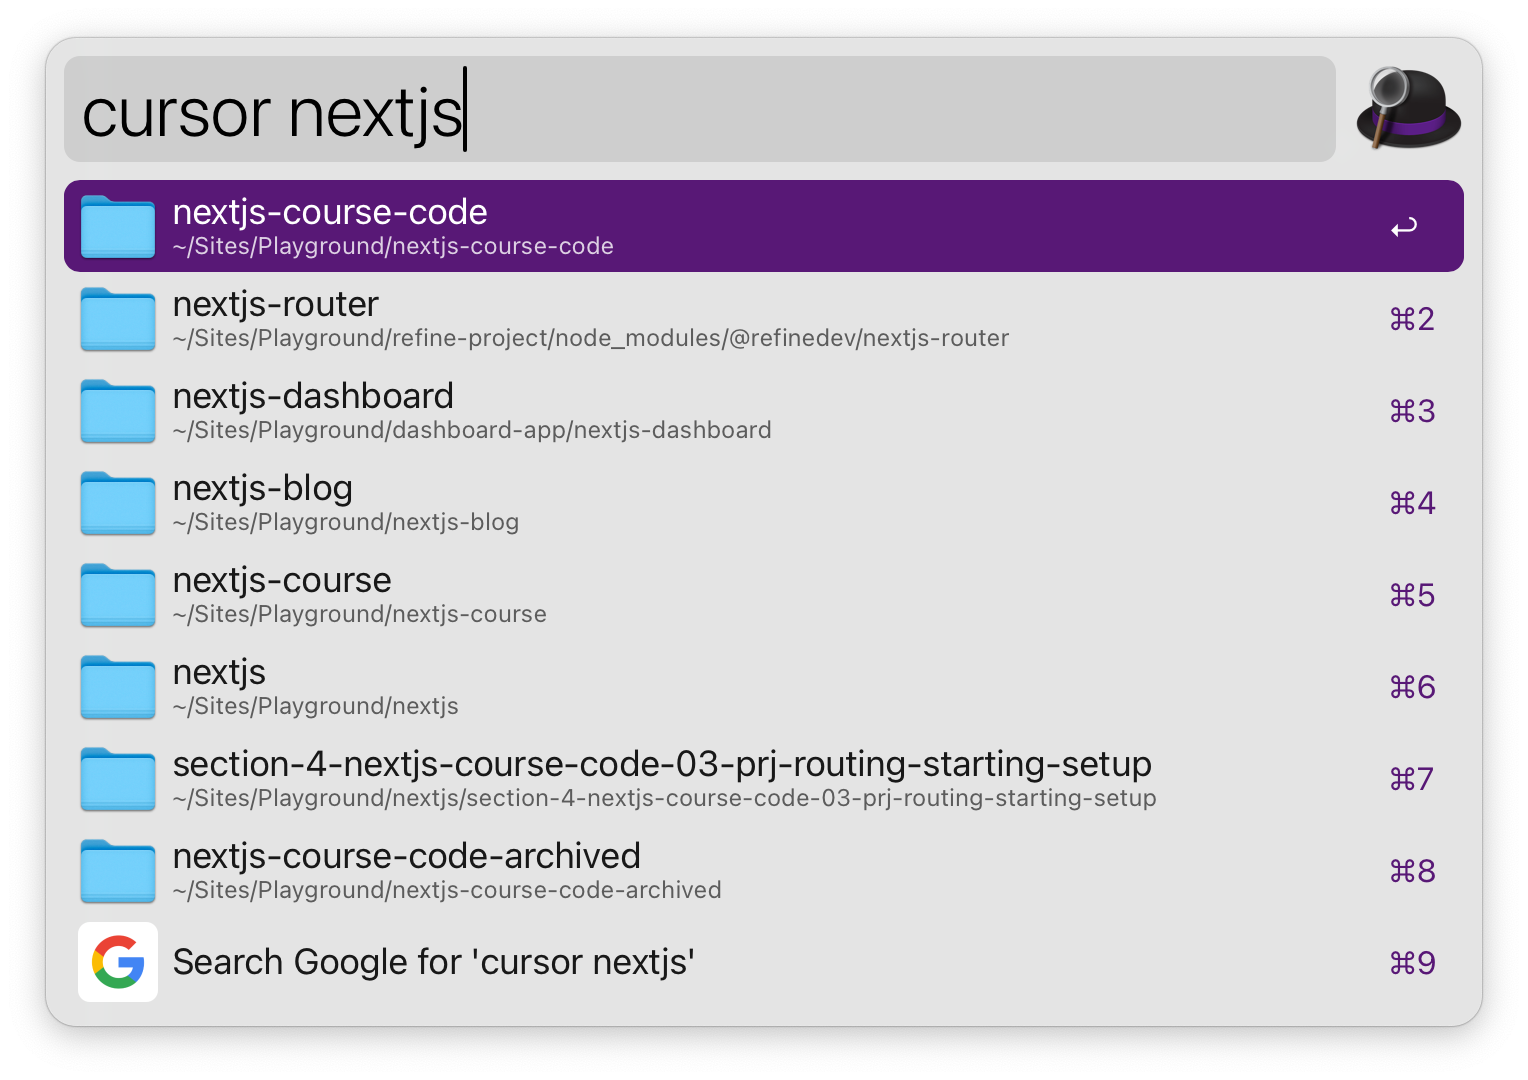 cursor nextjs
nextjs-course-code
~/Sites/Playground/nextjs-course-code
nextjs-router
~/Sites/Playground/refine-project/node_modules/@refinedev/nextjs-router
⌘2
nextjs-dashboard
~/Sites/Playground/dashboard-app/nextjs-dashboard
⌘3
nextjs-blog
~/Sites/Playground/nextjs-blog
⌘4
nextjs-course
~/Sites/Playground/nextjs-course
⌘5
nextjs
~/Sites/Playground/nextjs
⌘6
section-4-nextjs-course-code-03-prj-routing-starting-setup
~/Sites/Playground/nextjs/section-4-nextjs-course-code-03-prj-routing-starting-setup
⌘7
nextjs-course-code-archived
~/Sites/Playground/nextjs-course-code-archived
⌘8
Search Google for 'cursor nextjs'
⌘9